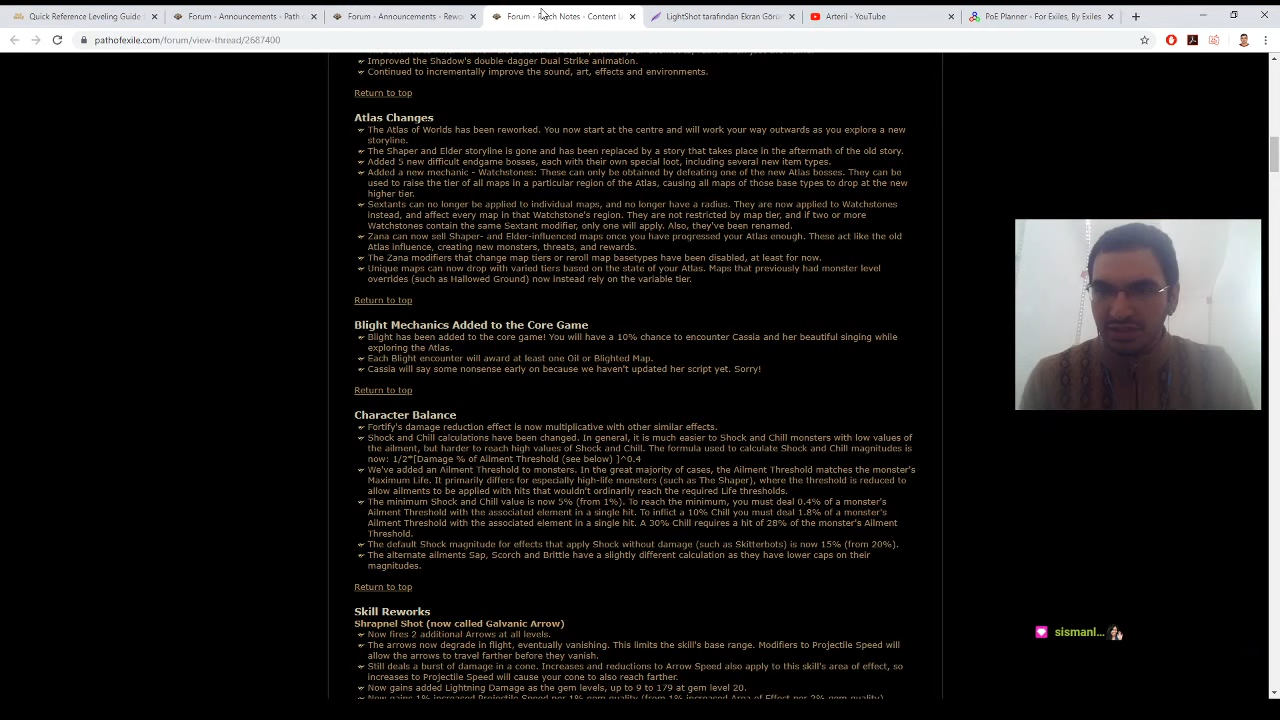 Quick Reference Leveling Guide
Forum - Announcements - Path
Forum - Announcements - Rewo
Forum - Patch Notes - Content
LightShot tarafından Ekran Görü
Arteril - YouTube
PoE Planner - For Exiles, By Exiles
pathofexile.com/forum/view-thread/2687400
Improved the Shadow's double-dagger Dual Strike animation.
Continued to incrementally improve the sound, art, effects and environments.
Return to top
Atlas Changes
The Atlas of Worlds has been reworked. You now start at the centre and will work your way outwards as you explore a new
storyline.
The Shaper and Elder storyline is gone and has been replaced by a story that takes place in the aftermath of the old story.
Added 5 new difficult endgame bosses, each with their own special loot, including several new item types.
Added a new mechanic - Watchstones: These can only be obtained by defeating one of the new Atlas bosses. They can be
used to raise the tier of all maps in a particular region of the Atlas, causing all maps of those base types to drop at the new
higher tier.
Sextants can no longer be applied to individual maps, and no longer have a radius. They are now applied to Watchstones
instead, and affect every map in that Watchstone's region. They are not restricted by map tier, and if two or more
Watchstones contain the same Sextant modifier, only one will apply. Also, they've been renamed.
Zana can now sell Shaper- and Elder-influenced maps once you have progressed your Atlas enough. These act like the old
Atlas influence, creating new monsters, threats, and rewards.
The Zana modifiers that change map tiers or reroll map basetypes have been disabled, at least for now.
Unique maps can now drop with varied tiers based on the state of your Atlas. Maps that previously had monster level
overrides (such as Hallowed Ground) now instead rely on the variable tier.
Return to top
Blight Mechanics Added to the Core Game
Blight has been added to the core game! You will have a 10% chance to encounter Cassia and her beautiful singing while
exploring the Atlas.
Each Blight encounter will award at least one Oil or Blighted Map.
Cassia will say some nonsense early on because we haven't updated her script yet. Sorry!
Return to top
Character Balance
Fortify's damage reduction effect is now multiplicative with other similar effects.
Shock and Chill calculations have been changed. In general, it is much easier to Shock and Chill monsters with low values of
the ailment, but harder to reach high values of Shock and Chill. The formula used to calculate Shock and Chill magnitudes is
now: 1/2*[Damage % of Ailment Threshold (see below) ]^0.4
We've added an Ailment Threshold to monsters. In the great majority of cases, the Ailment Threshold matches the monster's
Maximum Life. It primarily differs for especially high-life monsters (such as The Shaper), where the threshold is reduced to
allow ailments to be applied with hits that wouldn't ordinarily reach the required Life thresholds.
The minimum Shock and Chill value is now 5% (from 1%). To reach the minimum, you must deal 0.4% of a monster's
Ailment Threshold with the associated element in a single hit. To inflict a 10% Chill you must deal 1.8% of a monster's
Ailment Threshold with the associated element in a single hit. A 30% Chill requires a hit of 28% of the monster's Ailment
Threshold.
The default Shock magnitude for effects that apply Shock without damage (such as Skitterbots) is now 15% (from 20%).
The alternate ailments Sap, Scorch and Brittle have a slightly different calculation as they have lower caps on their
magnitudes.
Return to top
Skill Reworks
Shrapnel Shot (now called Galvanic Arrow)
Now fires 2 additional Arrows at all levels.
The arrows now degrade in flight, eventually vanishing. This limits the skill's base range. Modifiers to Projectile Speed will
allow the arrows to travel farther before they vanish.
Still deals a burst of damage in a cone. Increases and reductions to Arrow Speed also apply to this skill's area of effect, so
increases to Projectile Speed will cause your cone to also reach farther.
Now gains added Lightning Damage as the gem levels, up to 9 to 179 at gem level 20.
Now gains 1% increased Projectile Speed per 1% gem quality (from 1% increased Area of Effect per 2% gem quality).
sismanl...